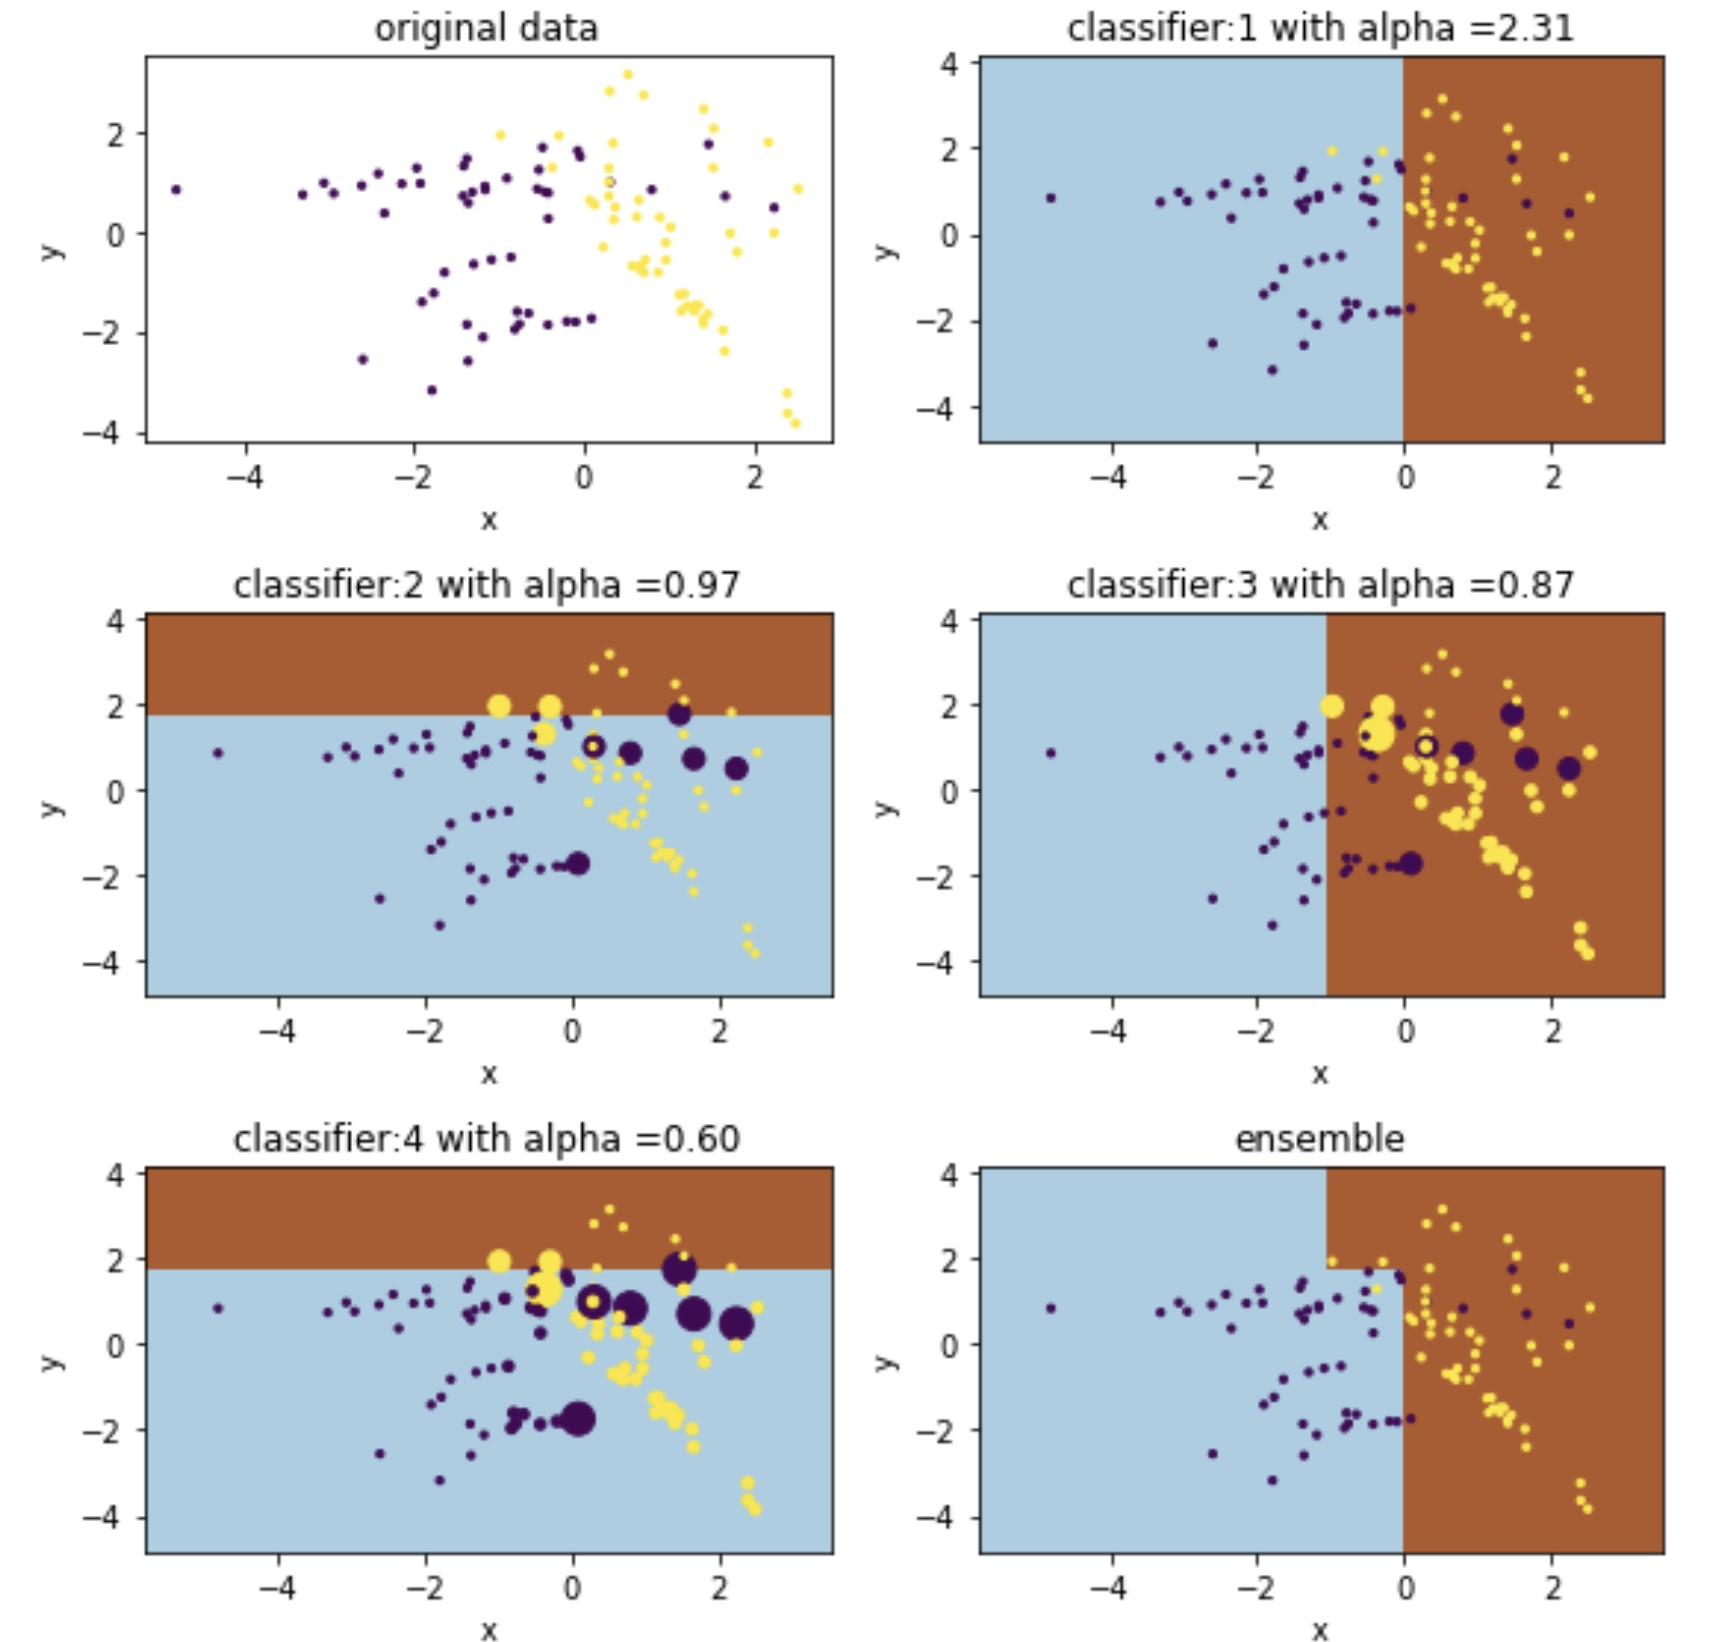 original data
2
0
−2
−4
y
−4 −2 0 2
x
classifier:1 with alpha =2.31
4
2
0
−2
−4
y
−4 −2 0 2
x
classifier:2 with alpha =0.97
4
2
0
−2
−4
y
−4 −2 0 2
x
classifier:3 with alpha =0.87
4
2
0
−2
−4
y
−4 −2 0 2
x
classifier:4 with alpha =0.60
4
2
0
−2
−4
y
−4 −2 0 2
x
ensemble
4
2
0
−2
−4
y
−4 −2 0 2
x